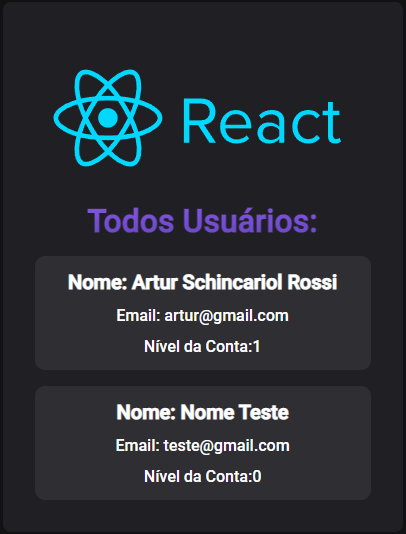 React
Todos Usuários:
Nome: Artur Schincariol Rossi
Email: artur@gmail.com
Nível da Conta:1
Nome: Nome Teste
Email: teste@gmail.com
Nível da Conta:0